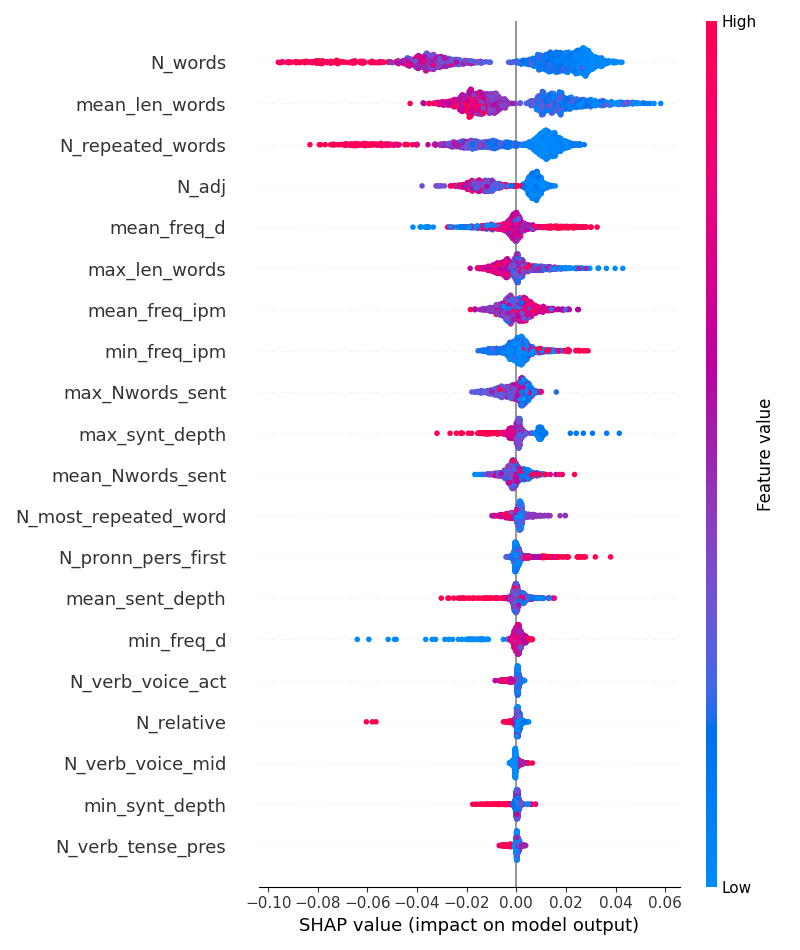 High
N_words
mean_len_words
N_repeated_words
N_adj
mean_freq_d
max_len_words
mean_freq_ipm
min_freq_ipm
max_Nwords_sent
max_synt_depth
mean_Nwords_sent
N_most_repeated_word
N_pronn_pers_first
mean_sent_depth
min_freq_d
N_verb_voice_act
N_relative
N_verb_voice_mid
min_synt_depth
N_verb_tense_pres
Feature value
Low
−0.10 −0.08 −0.06 −0.04 −0.02 0.00 0.02 0.04 0.06
SHAP value (impact on model output)